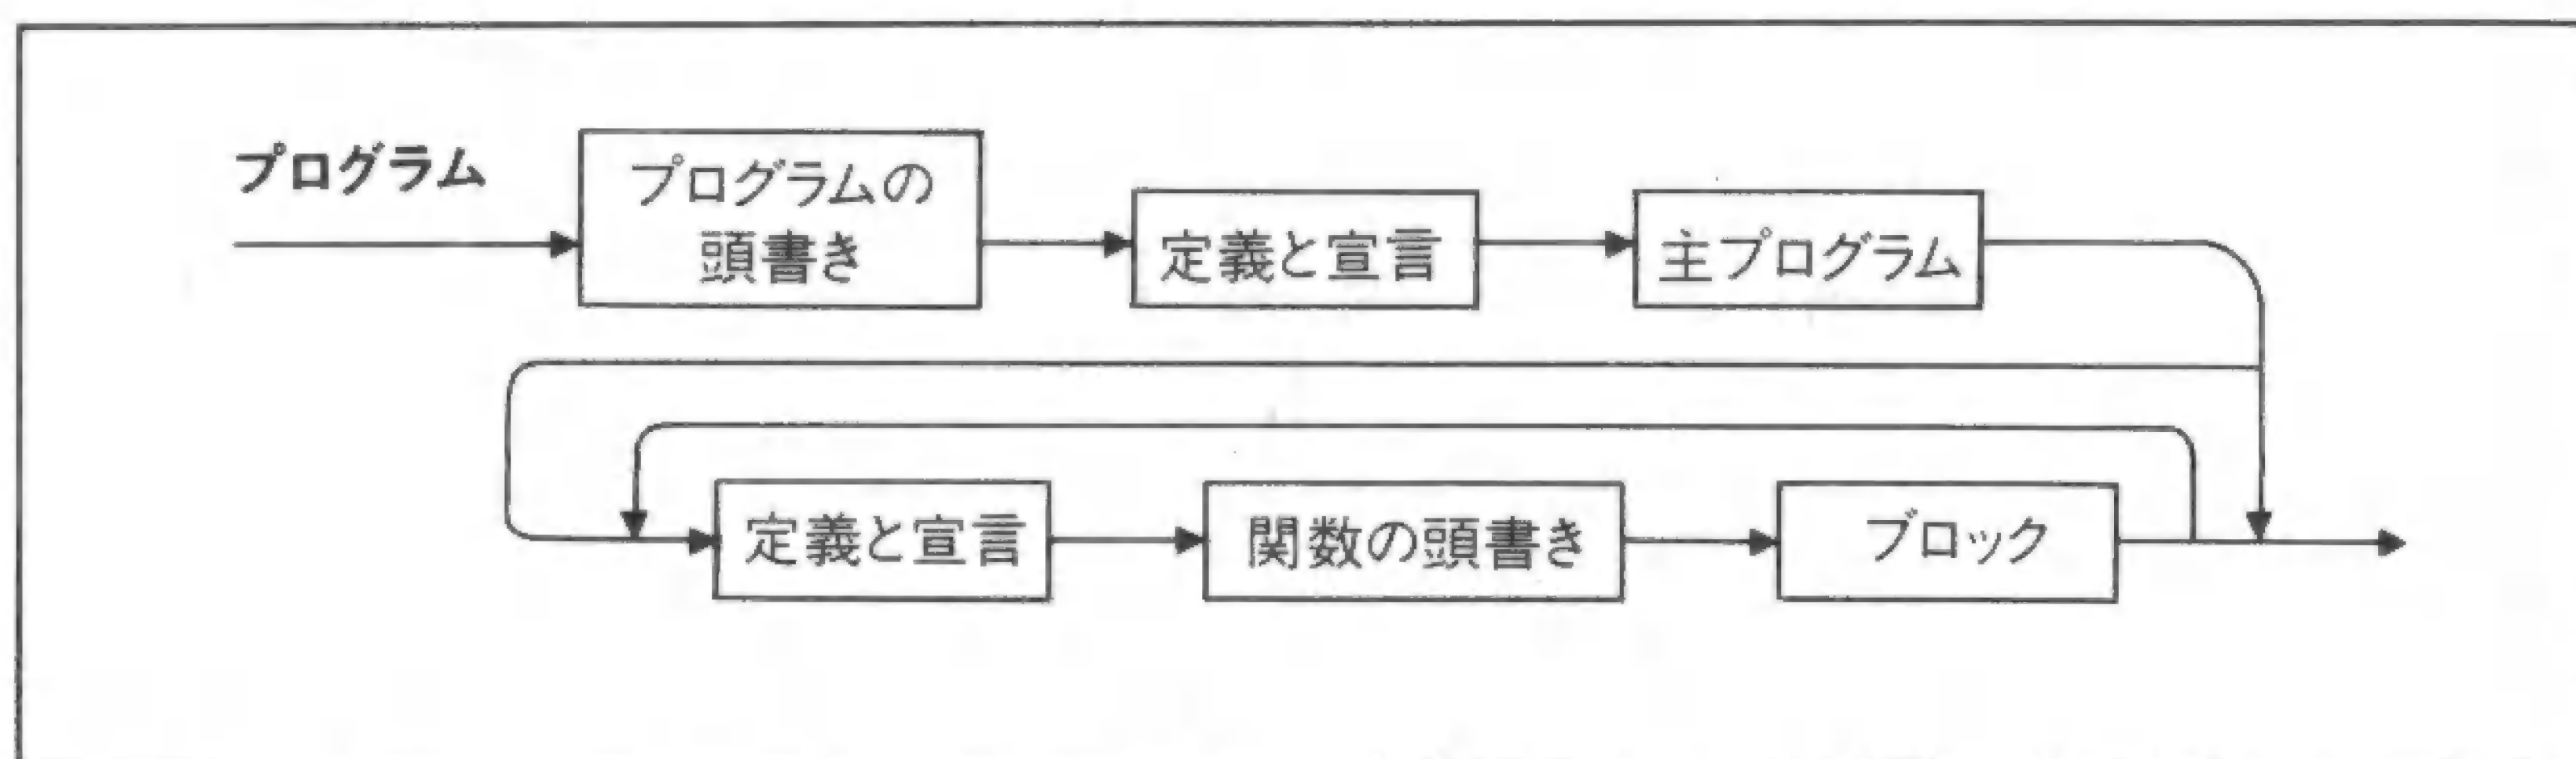 プログラム
プログラムの
頭書き
定義と宣言
主プログラム
定義と宣言
関数の頭書き
ブロック